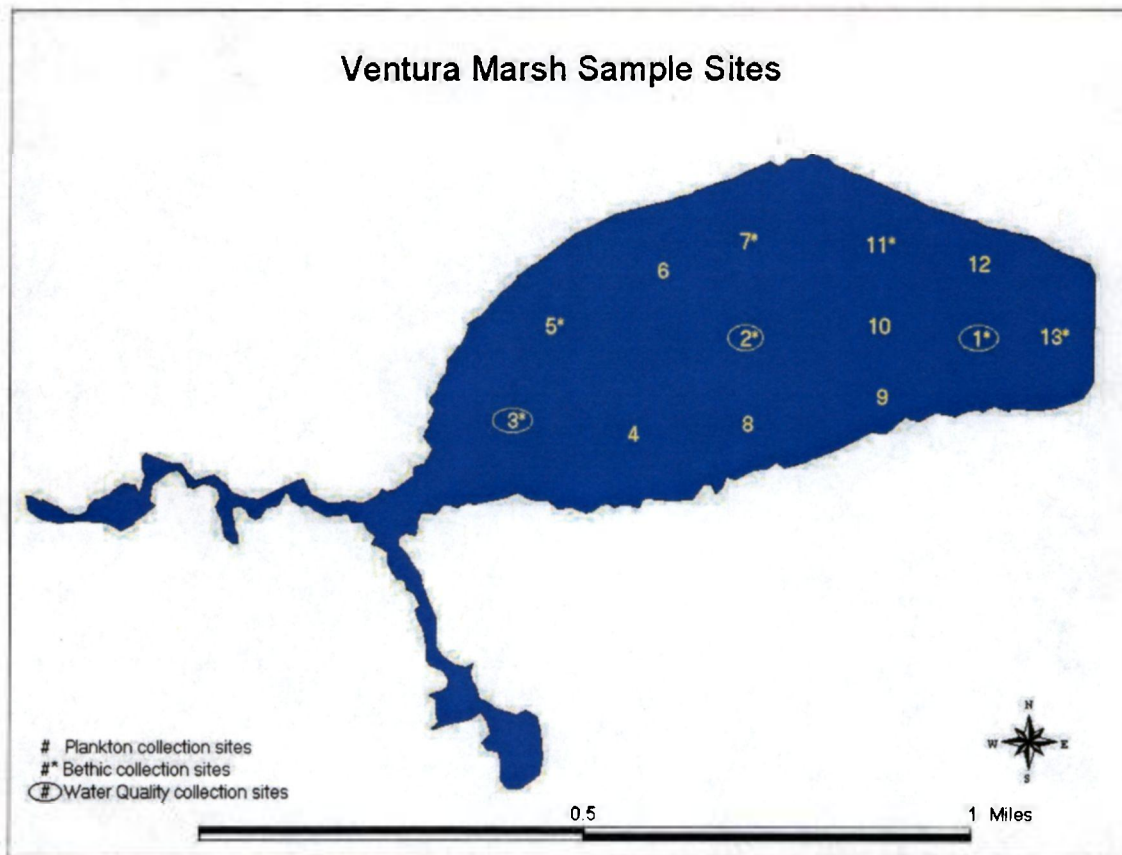 Ventura Marsh Sample Sites
7*
11*
12
6
5*
2*
10
1*
13*
3*
4
8
9
N
W E
S
# Plankton collection sites
#* Bethic collection sites
# Water Quality collection sites
0.5 1 Miles